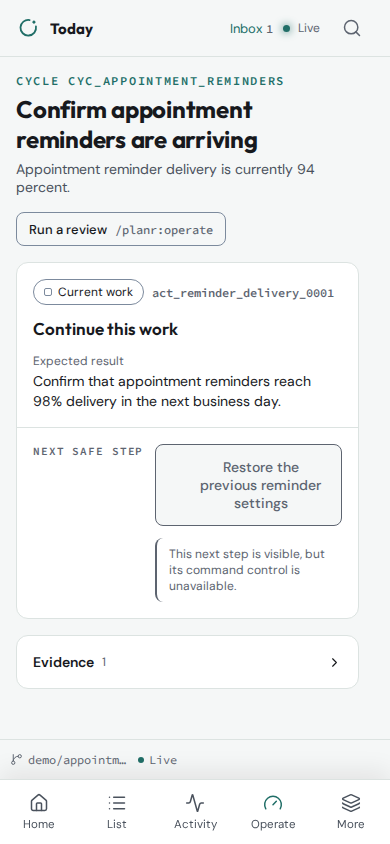 Today
Inbox 1
Live
CYCLE CYC_APPOINTMENT_REMINDERS
Confirm appointment
reminders are arriving
Appointment reminder delivery is currently 94
percent.
Run a review /planr:operate
Current work act_reminder_delivery_0001
Continue this work
Expected result
Confirm that appointment reminders reach
98% delivery in the next business day.
NEXT SAFE STEP
Restore the
previous reminder
settings
This next step is visible, but
its command control is
unavailable.
Evidence 1
demo/appointm… Live
Home
List
Activity
Operate
More